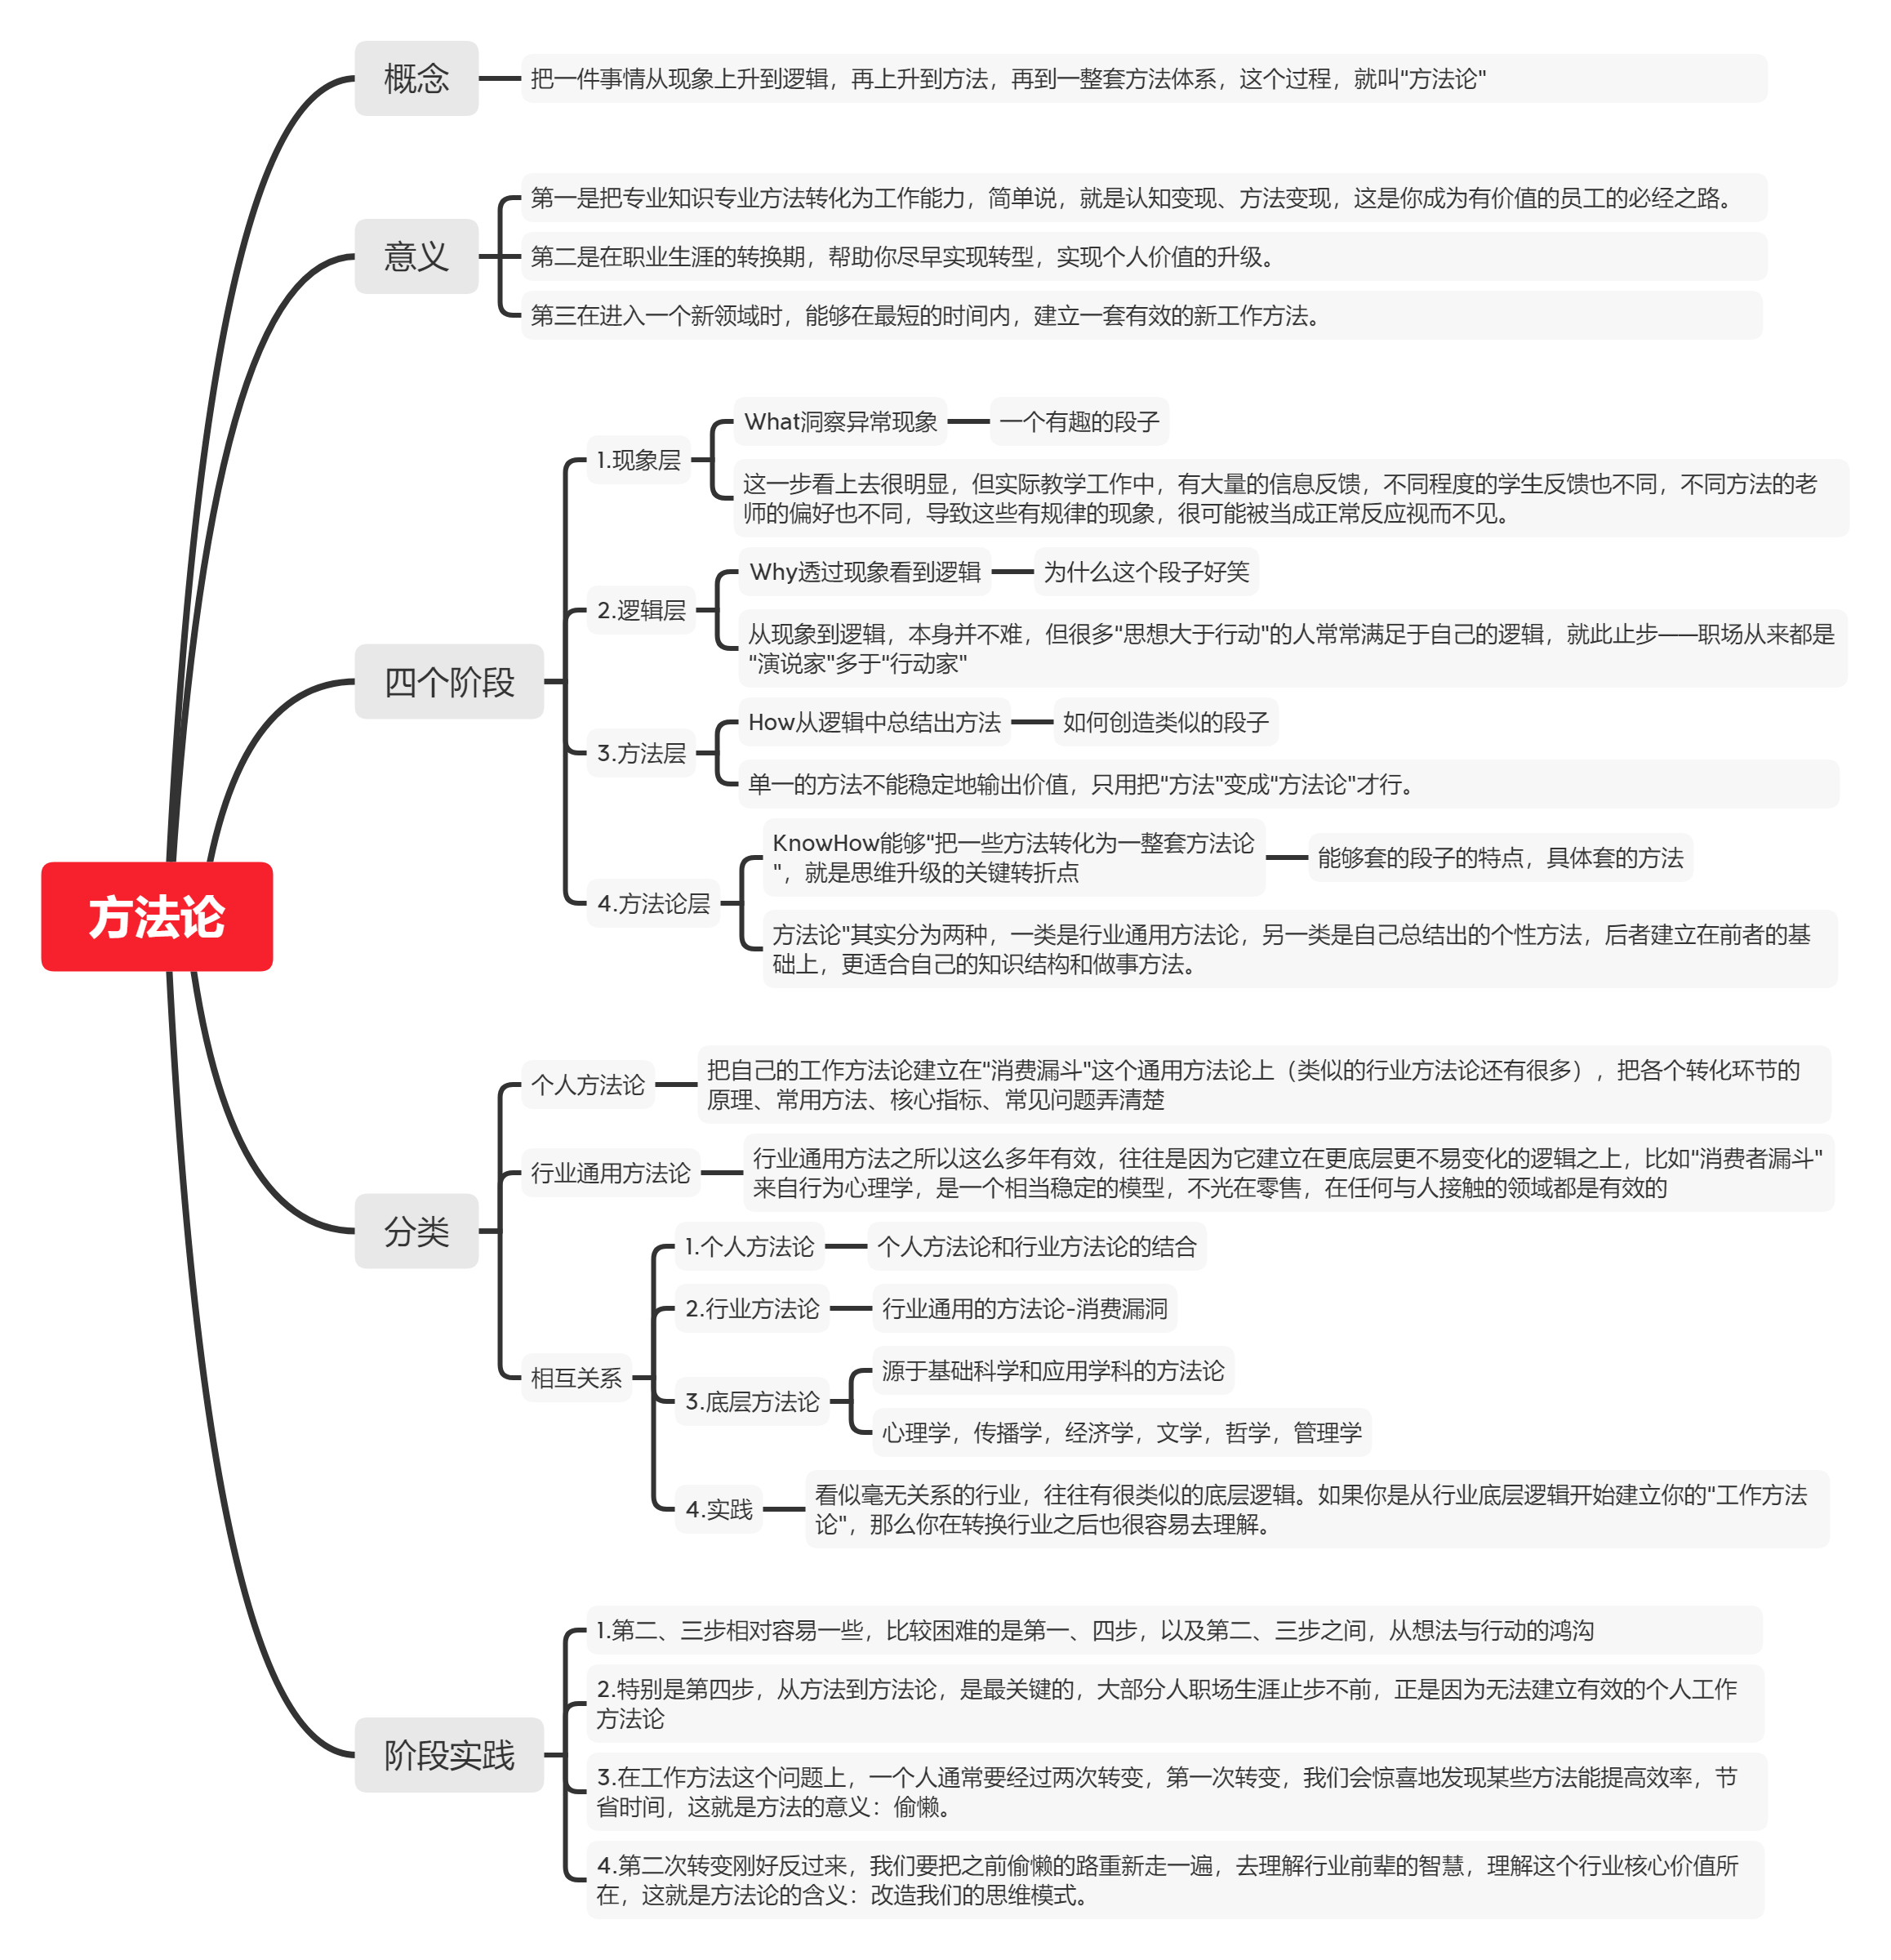 概念
把一件事情从现象上升到逻辑，再上升到方法，再到一整套方法体系，这个过程，就叫"方法论"
意义
第一是把专业知识专业方法转化为工作能力，简单说，就是认知变现、方法变现，这是你成为有价值的员工的必经之路。
第二是在职业生涯的转换期，帮助你尽早实现转型，实现个人价值的升级。
第三在进入一个新领域时，能够在最短的时间内，建立一套有效的新工作方法。
四个阶段
1.现象层
What洞察异常现象
一个有趣的段子
这一步看上去很明显，但实际教学工作中，有大量的信息反馈，不同程度的学生反馈也不同，不同方法的老
师的偏好也不同，导致这些有规律的现象，很可能被当成正常反应视而不见。
2.逻辑层
Why透过现象看到逻辑
为什么这个段子好笑
从现象到逻辑，本身并不难，但很多"思想大于行动"的人常常满足于自己的逻辑，就此止步——职场从来都是
"演说家"多于"行动家"
3.方法层
How从逻辑中总结出方法
如何创造类似的段子
单一的方法不能稳定地输出价值，只用把"方法"变成"方法论"才行。
4.方法论层
KnowHow能够"把一些方法转化为一整套方法论
"，就是思维升级的关键转折点
能够套的段子的特点，具体套的方法
方法论"其实分为两种，一类是行业通用方法论，另一类是自己总结出的个性方法，后者建立在前者的基
础上，更适合自己的知识结构和做事方法。
方法论
分类
个人方法论
把自己的工作方法论建立在"消费漏斗"这个通用方法论上（类似的行业方法论还有很多），把各个转化环节的
原理、常用方法、核心指标、常见问题弄清楚
行业通用方法论
行业通用方法之所以这么多年有效，往往是因为它建立在更底层更不易变化的逻辑之上，比如"消费者漏斗"
来自行为心理学，是一个相当稳定的模型，不光在零售，在任何与人接触的领域都是有效的
相互关系
1.个人方法论
个人方法论和行业方法论的结合
2.行业方法论
行业通用的方法论-消费漏洞
3.底层方法论
源于基础科学和应用学科的方法论
心理学，传播学，经济学，文学，哲学，管理学
4.实践
看似毫无关系的行业，往往有很类似的底层逻辑。如果你是从行业底层逻辑开始建立你的"工作方法
论"，那么你在转换行业之后也很容易去理解。
阶段实践
1.第二、三步相对容易一些，比较困难的是第一、四步，以及第二、三步之间，从想法与行动的鸿沟
2.特别是第四步，从方法到方法论，是最关键的，大部分人职场生涯止步不前，正是因为无法建立有效的个人工作
方法论
3.在工作方法这个问题上，一个人通常要经过两次转变，第一次转变，我们会惊喜地发现某些方法能提高效率，节
省时间，这就是方法的意义：偷懒。
4.第二次转变刚好反过来，我们要把之前偷懒的路重新走一遍，去理解行业前辈的智慧，理解这个行业核心价值所
在，这就是方法论的含义：改造我们的思维模式。